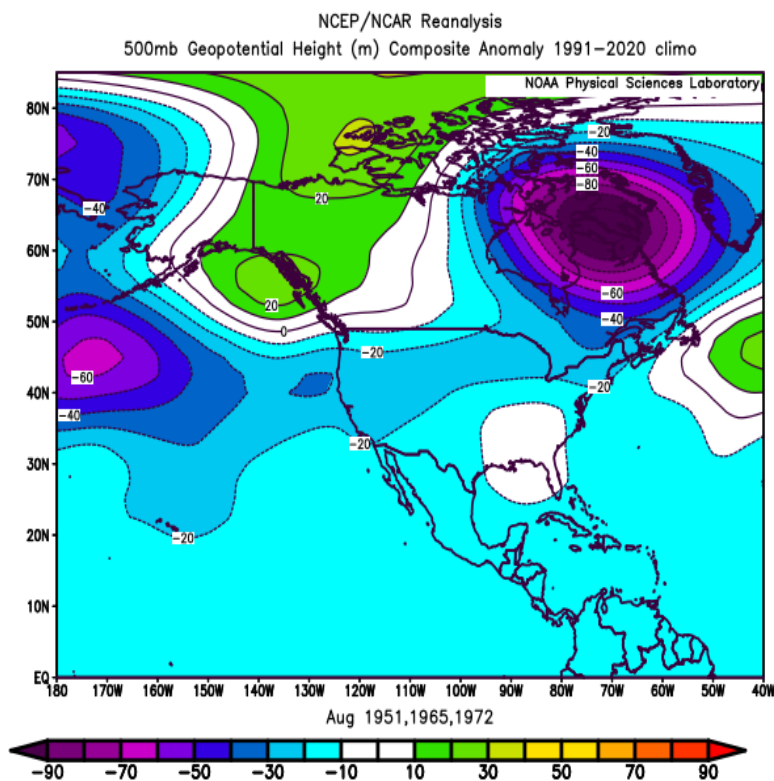 NCEP/NCAR Reanalysis
500mb Geopotential Height (m) Composite Anomaly 1991-2020 climo
NOAA Physical Sciences Laboratory
80N
70N
60N
50N
40N
30N
20N
10N
EQ
-20
-40
-60
-80
-40
20
-60
20
0
-40
-20
-60
-20
-40
-20
-20
180 170W 160W 150W 140W 130W 120W 110W 100W 90W 80W 70W 60W 50W 40W
Aug 1951,1965,1972
-90 -70 -50 -30 -10 10 30 50 70 90